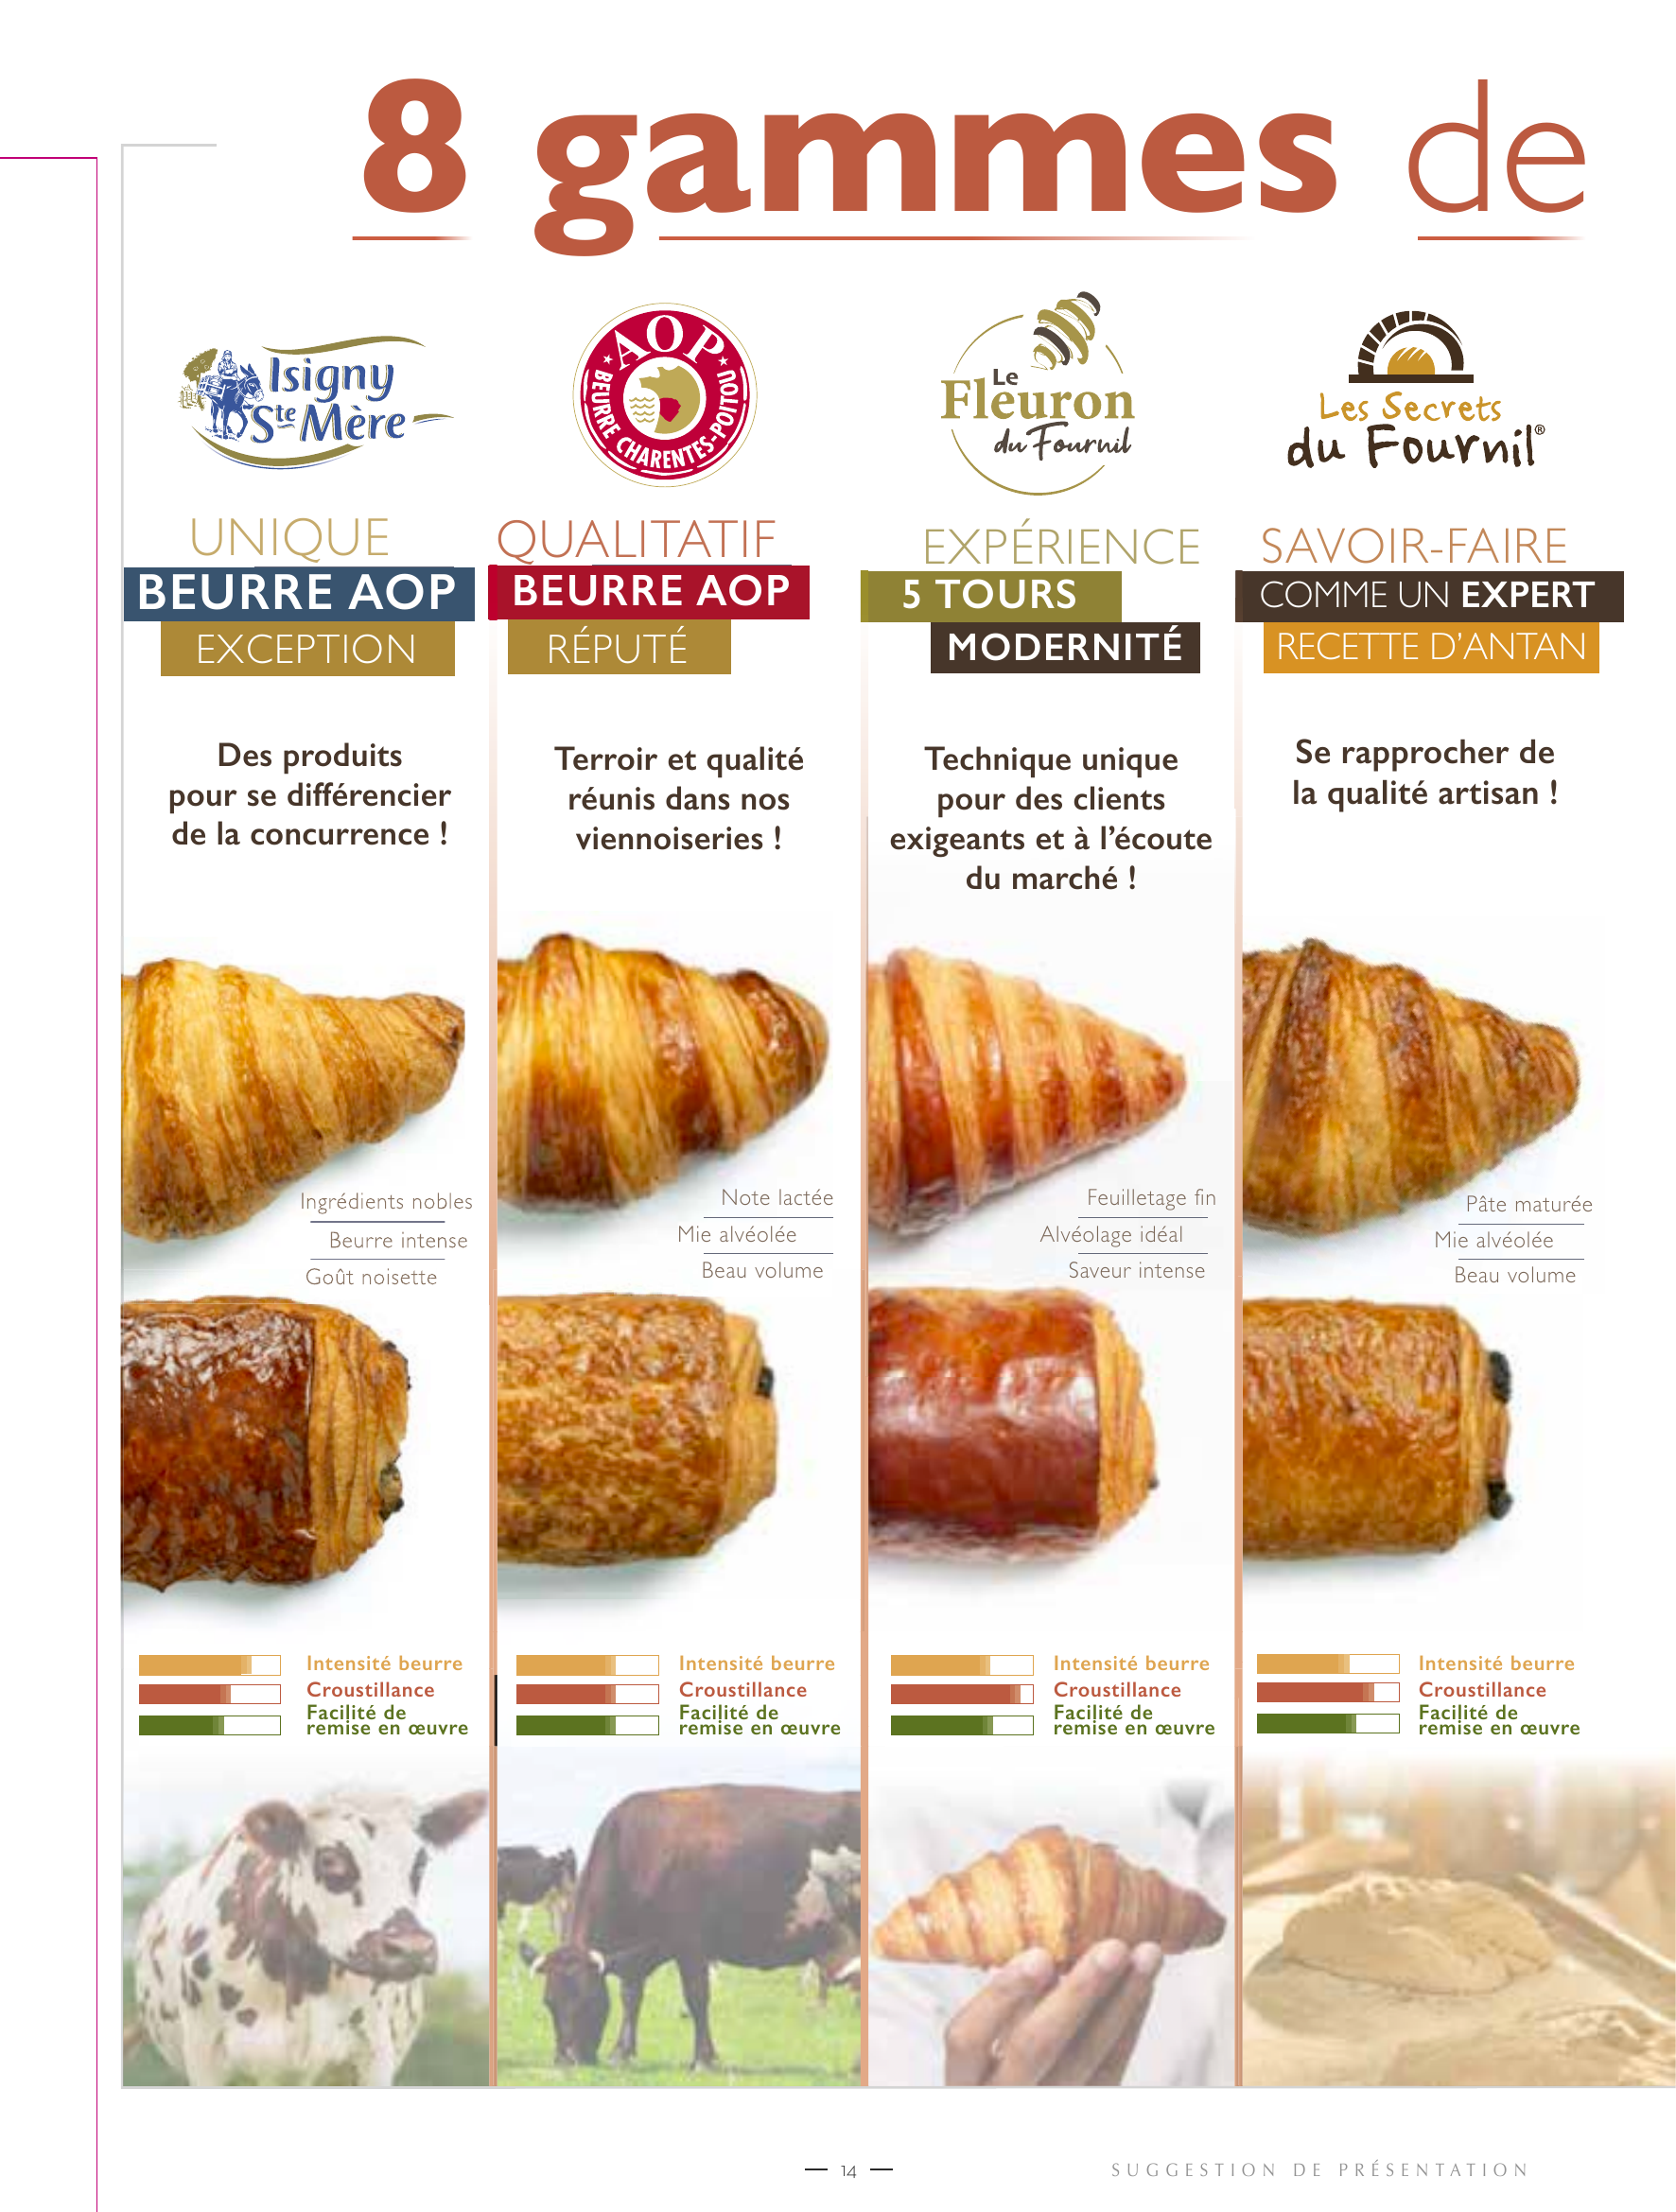 8 gammes de
Isigny
Ste Mère
AOP
BEURRE CHARENTES-POITOU
Le
Fleuron
du Fournil
Les Secrets
du Fournil®
UNIQUE
BEURRE AOP
EXCEPTION
QUALITATIF
BEURRE AOP
RÉPUTÉ
EXPÉRIENCE
5 TOURS
MODERNITÉ
SAVOIR-FAIRE
COMME UN EXPERT
RECETTE D'ANTAN
Des produits
pour se différencier
de la concurrence !
Terroir et qualité
réunis dans nos
viennoiseries !
Technique unique
pour des clients
exigeants et à l'écoute
du marché !
Se rapprocher de
la qualité artisan !
Ingrédients nobles
Beurre intense
Goût noisette
Note lactée
Mie alvéolée
Beau volume
Feuilletage fin
Alvéolage idéal
Saveur intense
Pâte maturée
Mie alvéolée
Beau volume
Intensité beurre
Croustillance
Facilité de
remise en œuvre
Intensité beurre
Croustillance
Facilité de
remise en œuvre
Intensité beurre
Croustillance
Facilité de
remise en œuvre
Intensité beurre
Croustillance
Facilité de
remise en œuvre
14
SUGGESTION DE PRÉSENTATION